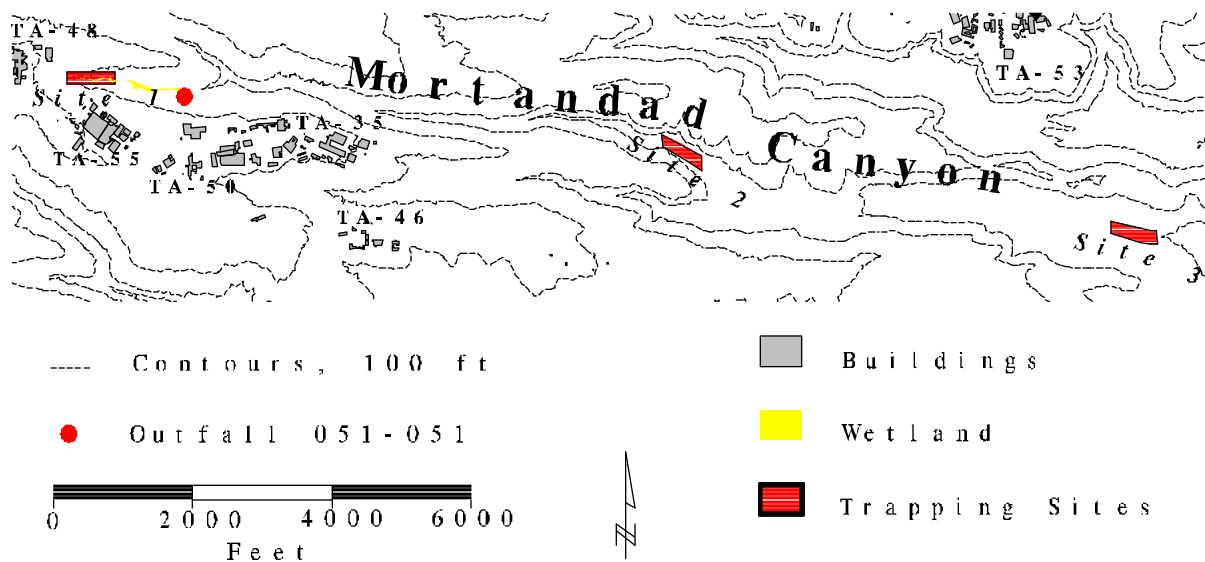 TA-48
TA-53
Mortandad Canyon
Site 1
TA-35
TA-55
TA-50
Site 2
TA-46
Site 3
Contours, 100 ft
Buildings
Outfall 051-051
Wetland
0 2000 4000 6000
Feet
N
Trapping Sites